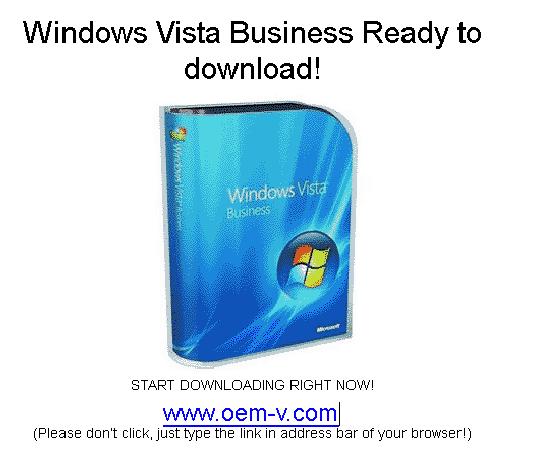 Windows Vista Business Ready to
download!
Windows Vista
Business
Microsoft
START DOWNLOADING RIGHT NOW!
www.oem-v.com
(Please don't click, just type the link in address bar of your browser!)